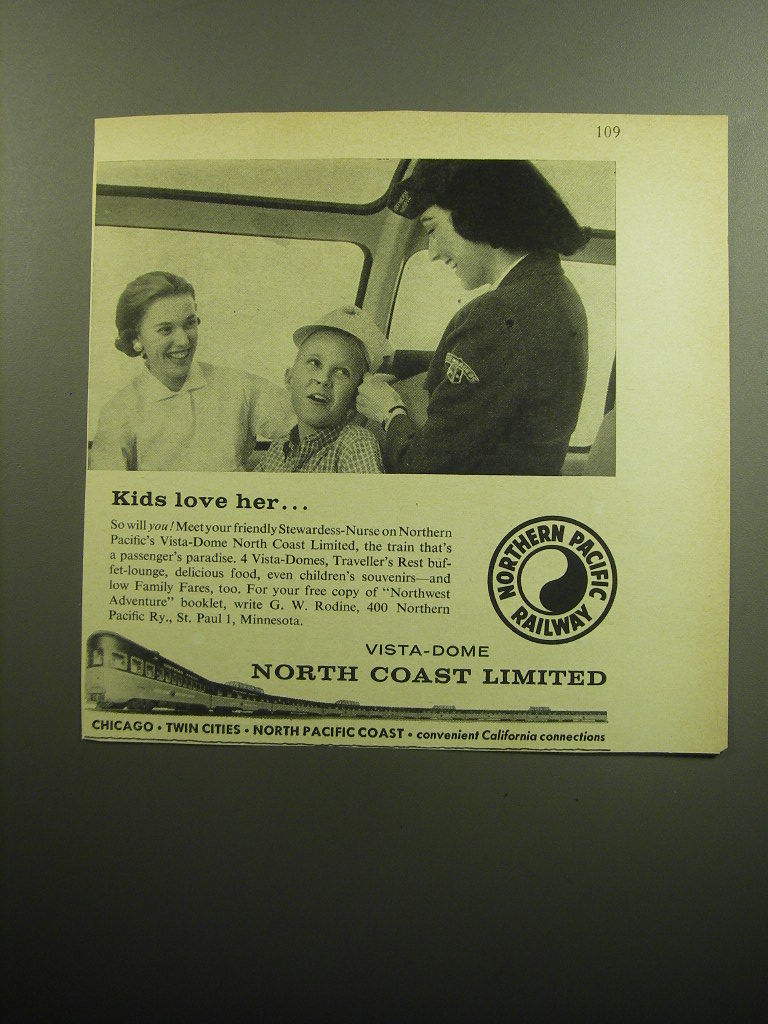 109
Kids love her...
So will you! Meet your friendly Stewardess-Nurse on Northern
Pacific's Vista-Dome North Coast Limited, the train that's
a passenger's paradise. 4 Vista-Domes, Traveller's Rest buf-
fet-lounge, delicious food, even children's souvenirs—and
low Family Fares, too. For your free copy of "Northwest
Adventure" booklet, write G. W. Rodine, 400 Northern
Pacific Ry., St. Paul 1, Minnesota.
NORTHERN PACIFIC
RAILWAY
VISTA-DOME
NORTH COAST LIMITED
CHICAGO • TWIN CITIES • NORTH PACIFIC COAST • convenient California connections